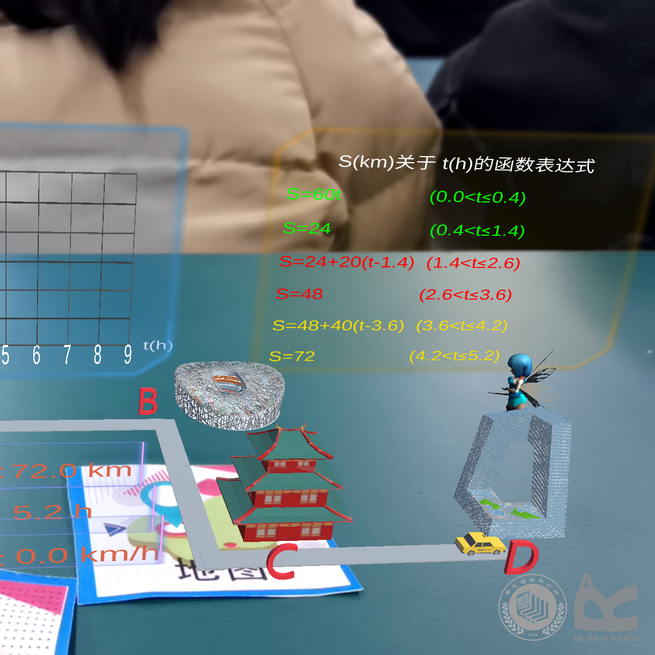 S(km)关于 t(h)的函数表达式
S=60t (0.0<t≤0.4)
S=24 (0.4<t≤1.4)
S=24+20(t-1.4) (1.4<t≤2.6)
S=48 (2.6<t≤3.6)
S=48+40(t-3.6) (3.6<t≤4.2)
S=72 (4.2<t≤5.2)
5 6 7 8 9 t(h)
B
72.0 km
5.2 h
0.0 km/h
地图
C
D